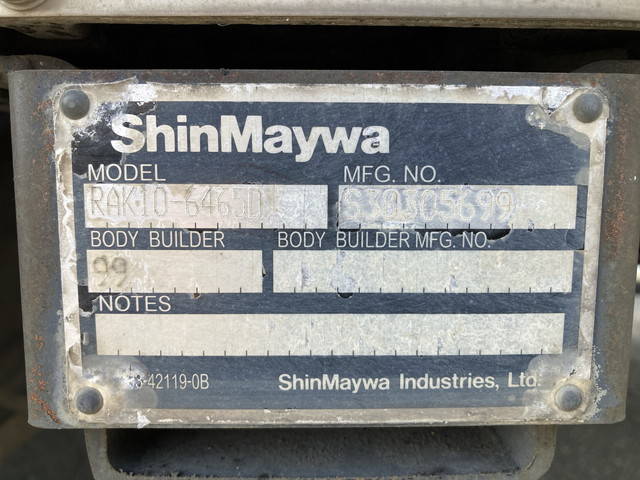 ShinMaywa
MODEL MFG. NO.
RAK10-6465D S30305699
BODY BUILDER BODY BUILDER MFG. NO.
99
NOTES
3-42119-0B ShinMaywa Industries, Ltd.